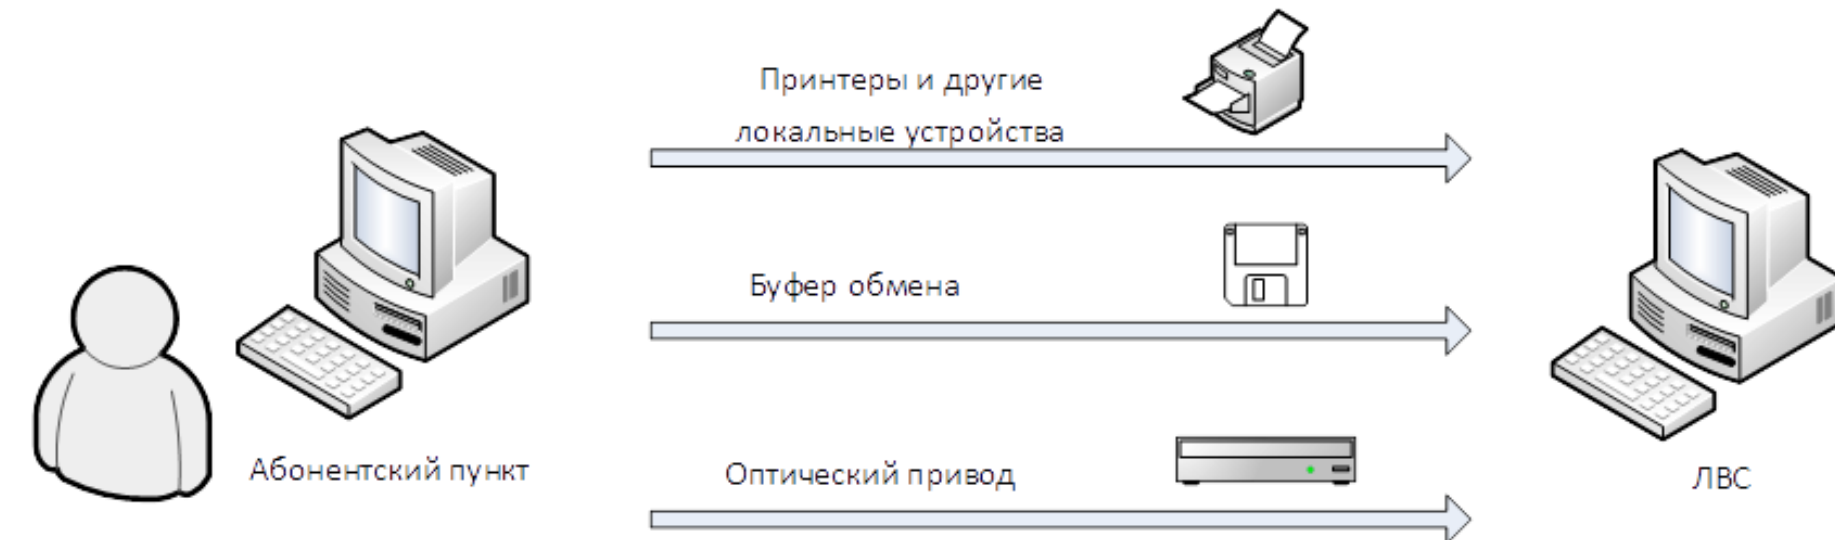 Принтеры и другие
локальные устройства
Буфер обмена
Абонентский пункт
Оптический привод
ЛВС